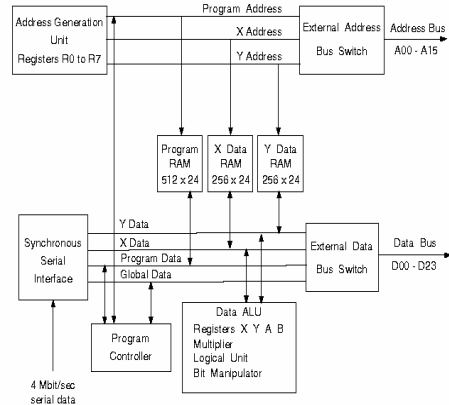 Address Generation
Unit
Registers R0 to R7
Program Address
X Address
Y Address
External Address
Bus Switch
Address Bus
A00 - A15
Program
RAM
512 x 24
X Data
RAM
256 x 24
Y Data
RAM
256 x 24
Synchronous
Serial
Interface
Y Data
X Data
Program Data
Global Data
External Data
Bus Switch
Data Bus
D00 - D23
Program
Controller
Data ALU
Registers X Y A B
Multiplier
Logical Unit
Bit Manipulator
4 Mbit/sec
serial data